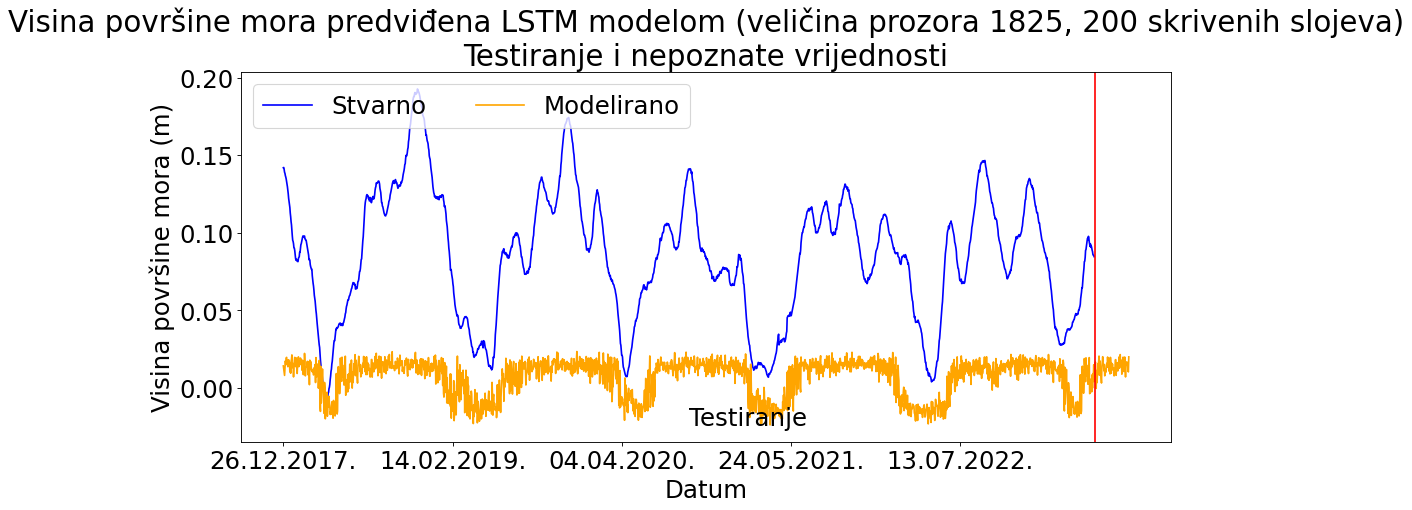 Visina površine mora predviđena LSTM modelom (veličina prozora 1825, 200 skrivenih slojeva)
Testiranje i nepoznate vrijednosti
Stvarno
Modelirano
Visina površine mora (m)
0.20
0.15
0.10
0.05
0.00
Testiranje
26.12.2017.
14.02.2019.
04.04.2020.
24.05.2021.
13.07.2022.
Datum